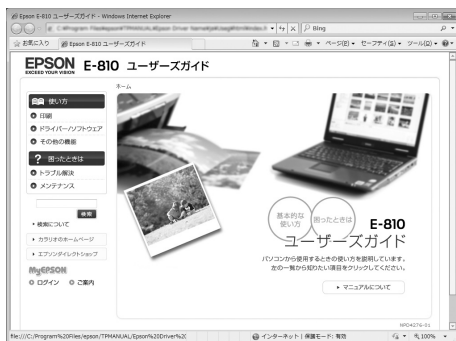 Epson E-810 ユーザーズガイド - Windows Internet Explorer
Bing
お気に入り
Epson E-810 ユーザーズガイド
ページ(P)
セーフティ(S)
ツール(O)
EPSON
EXCEED YOUR VISION
E-810 ユーザーズガイド
ホーム
使い方
印刷
ドライバー/ソフトウェア
その他の機能
? 困ったときは
トラブル解決
メンテナンス
検索
検索について
カラリオのホームページ
エプソンダイレクトショップ
MyEPSON
ログイン
ご案内
基本的な
使い方
困ったときは
E-810
ユーザーズガイド
パソコンから使用するときの使い方を説明しています。
左の一覧から知りたい項目をクリックしてください。
マニュアルについて
NPD4276-01
file:///C:/Program%20Files/epson/TPMANUAL/Epson%20Driver%20
インターネット | 保護モード: 有効
100%